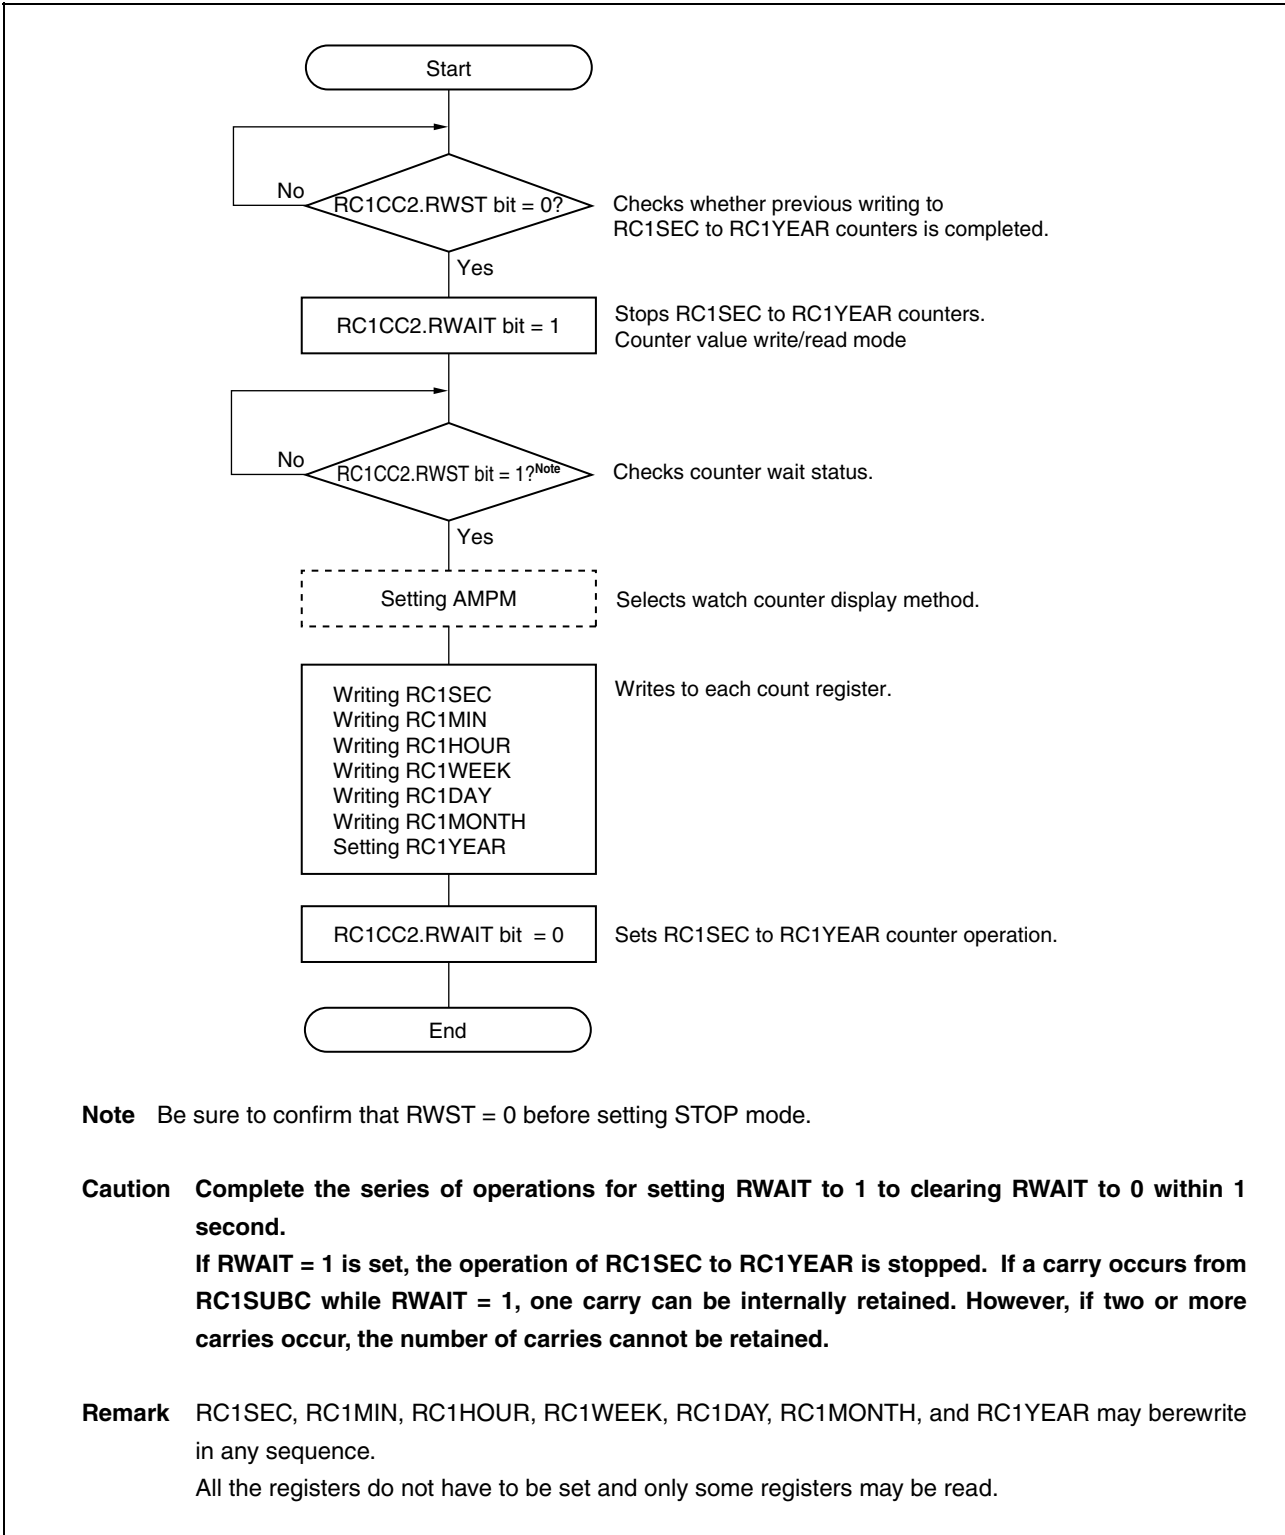 Start
No
RC1CC2.RWST bit = 0?
Checks whether previous writing to
RC1SEC to RC1YEAR counters is completed.
Yes
RC1CC2.RWAIT bit = 1
Stops RC1SEC to RC1YEAR counters.
Counter value write/read mode
No
RC1CC2.RWST bit = 1?Note
Checks counter wait status.
Yes
Setting AMPM
Selects watch counter display method.
Writing RC1SEC
Writing RC1MIN
Writing RC1HOUR
Writing RC1WEEK
Writing RC1DAY
Writing RC1MONTH
Setting RC1YEAR
Writes to each count register.
RC1CC2.RWAIT bit = 0
Sets RC1SEC to RC1YEAR counter operation.
End
Note Be sure to confirm that RWST = 0 before setting STOP mode.
Caution Complete the series of operations for setting RWAIT to 1 to clearing RWAIT to 0 within 1
second.
If RWAIT = 1 is set, the operation of RC1SEC to RC1YEAR is stopped. If a carry occurs from
RC1SUBC while RWAIT = 1, one carry can be internally retained. However, if two or more
carries occur, the number of carries cannot be retained.
Remark RC1SEC, RC1MIN, RC1HOUR, RC1WEEK, RC1DAY, RC1MONTH, and RC1YEAR may berewrite
in any sequence.
All the registers do not have to be set and only some registers may be read.